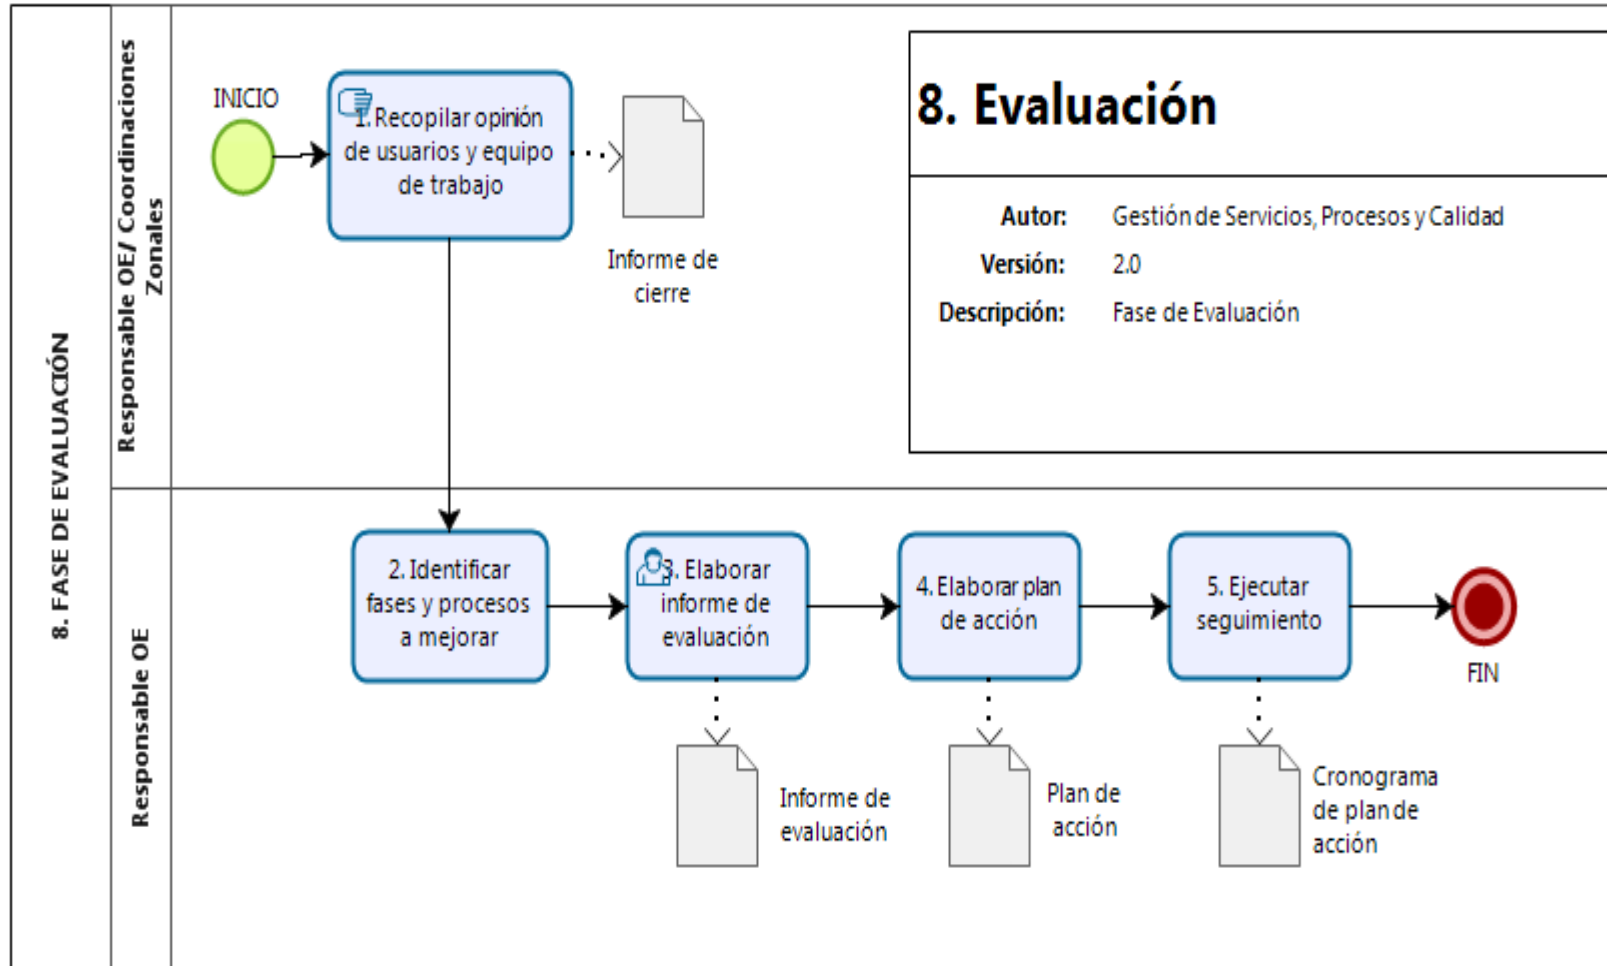 8. FASE DE EVALUACIÓN
Responsable OE/ Coordinaciones
Zonales
INICIO
1. Recopilar opinión
de usuarios y equipo
de trabajo
Informe de
cierre
8. Evaluación
Autor: Gestión de Servicios, Procesos y Calidad
Versión: 2.0
Descripción: Fase de Evaluación
Responsable OE
2. Identificar
fases y procesos
a mejorar
3. Elaborar
informe de
evaluación
4. Elaborar plan
de acción
5. Ejecutar
seguimiento
FIN
Informe de
evaluación
Plan de
acción
Cronograma
de plan de
acción